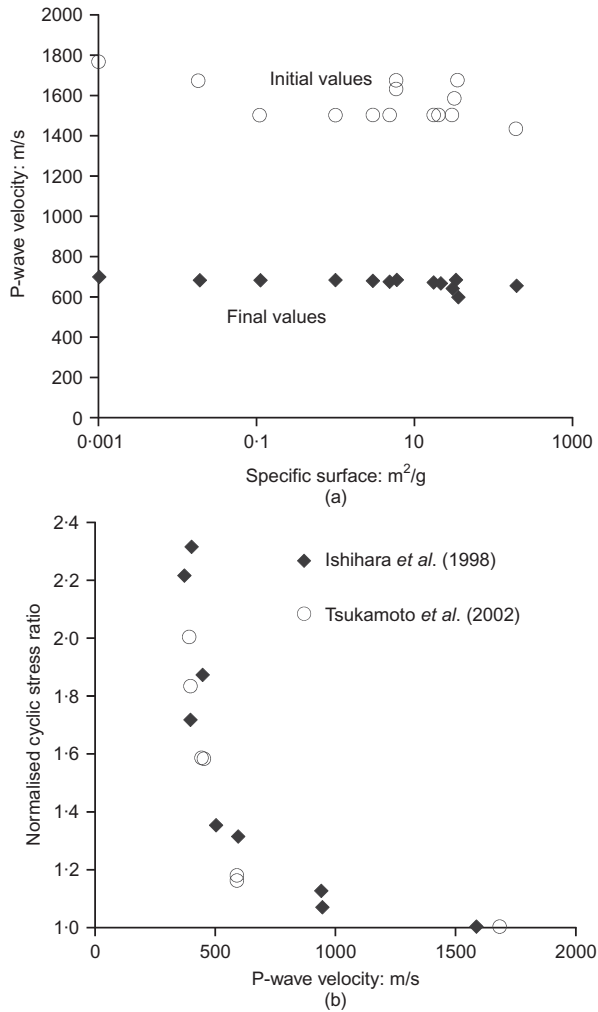 2000
1800
1600
1400
1200
1000
800
600
400
200
0
P-wave velocity: m/s
Initial values
Final values
0·001
0·1
10
1000
Specific surface: m²/g
(a)
2·4
2·2
2·0
1·8
1·6
1·4
1·2
1·0
Normalised cyclic stress ratio
Ishihara et al. (1998)
Tsukamoto et al. (2002)
0
500
1000
1500
2000
P-wave velocity: m/s
(b)